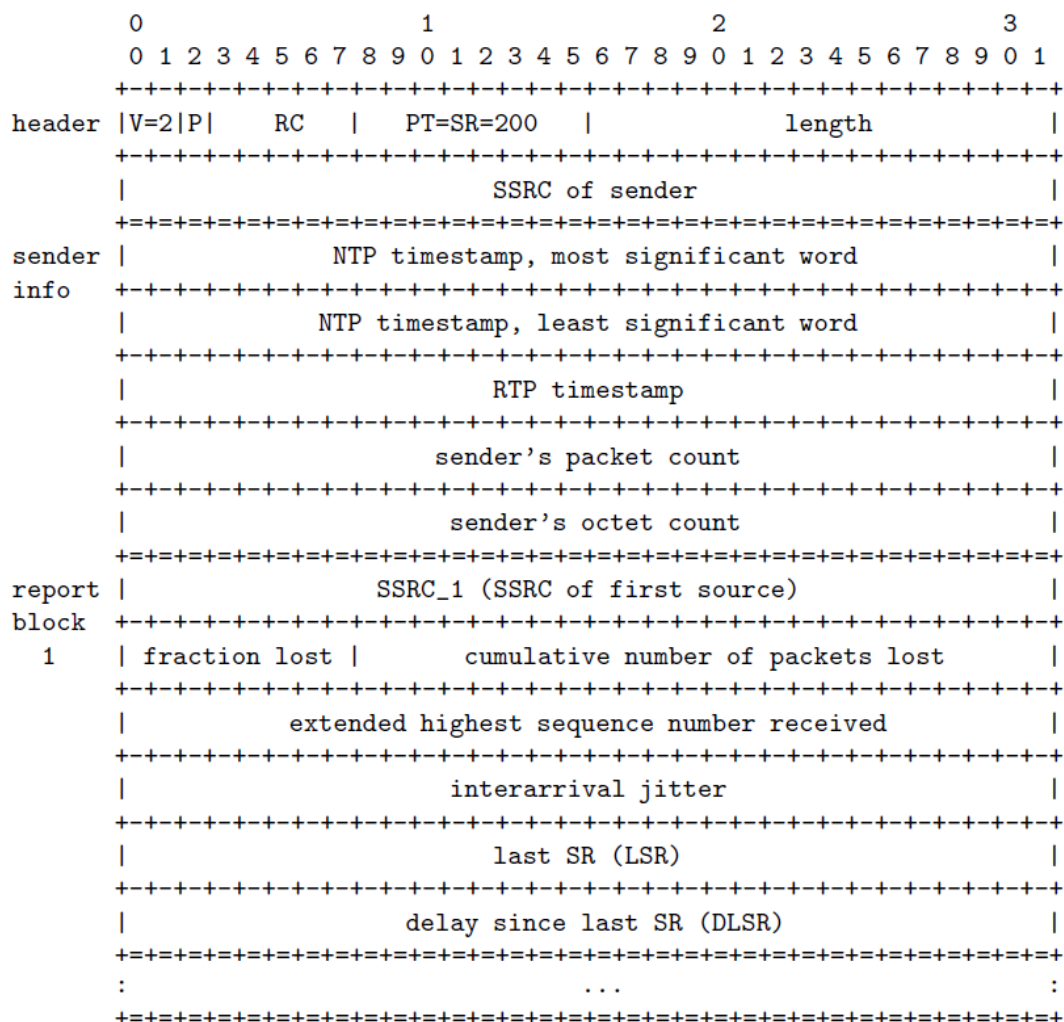 0                   1                   2                   3
 0 1 2 3 4 5 6 7 8 9 0 1 2 3 4 5 6 7 8 9 0 1 2 3 4 5 6 7 8 9 0 1
+-+-+-+-+-+-+-+-+-+-+-+-+-+-+-+-+-+-+-+-+-+-+-+-+-+-+-+-+-+-+-+-+
header |V=2|P|    RC   |   PT=SR=200   |             length            |
+-+-+-+-+-+-+-+-+-+-+-+-+-+-+-+-+-+-+-+-+-+-+-+-+-+-+-+-+-+-+-+-+
|                         SSRC of sender                        |
+=+=+=+=+=+=+=+=+=+=+=+=+=+=+=+=+=+=+=+=+=+=+=+=+=+=+=+=+=+=+=+=+
sender |              NTP timestamp, most significant word             |
info   +-+-+-+-+-+-+-+-+-+-+-+-+-+-+-+-+-+-+-+-+-+-+-+-+-+-+-+-+-+-+-+-+
|             NTP timestamp, least significant word             |
+-+-+-+-+-+-+-+-+-+-+-+-+-+-+-+-+-+-+-+-+-+-+-+-+-+-+-+-+-+-+-+-+
|                         RTP timestamp                         |
+-+-+-+-+-+-+-+-+-+-+-+-+-+-+-+-+-+-+-+-+-+-+-+-+-+-+-+-+-+-+-+-+
|                     sender’s packet count                     |
+-+-+-+-+-+-+-+-+-+-+-+-+-+-+-+-+-+-+-+-+-+-+-+-+-+-+-+-+-+-+-+-+
|                      sender’s octet count                     |
+=+=+=+=+=+=+=+=+=+=+=+=+=+=+=+=+=+=+=+=+=+=+=+=+=+=+=+=+=+=+=+=+
report |                 SSRC_1 (SSRC of first source)                 |
block  +-+-+-+-+-+-+-+-+-+-+-+-+-+-+-+-+-+-+-+-+-+-+-+-+-+-+-+-+-+-+-+-+
1    | fraction lost |       cumulative number of packets lost       |
+-+-+-+-+-+-+-+-+-+-+-+-+-+-+-+-+-+-+-+-+-+-+-+-+-+-+-+-+-+-+-+-+
|           extended highest sequence number received           |
+-+-+-+-+-+-+-+-+-+-+-+-+-+-+-+-+-+-+-+-+-+-+-+-+-+-+-+-+-+-+-+-+
|                      interarrival jitter                      |
+-+-+-+-+-+-+-+-+-+-+-+-+-+-+-+-+-+-+-+-+-+-+-+-+-+-+-+-+-+-+-+-+
|                         last SR (LSR)                         |
+-+-+-+-+-+-+-+-+-+-+-+-+-+-+-+-+-+-+-+-+-+-+-+-+-+-+-+-+-+-+-+-+
|                   delay since last SR (DLSR)                  |
+=+=+=+=+=+=+=+=+=+=+=+=+=+=+=+=+=+=+=+=+=+=+=+=+=+=+=+=+=+=+=+=+
:                               ...                             :
+=+=+=+=+=+=+=+=+=+=+=+=+=+=+=+=+=+=+=+=+=+=+=+=+=+=+=+=+=+=+=+=+